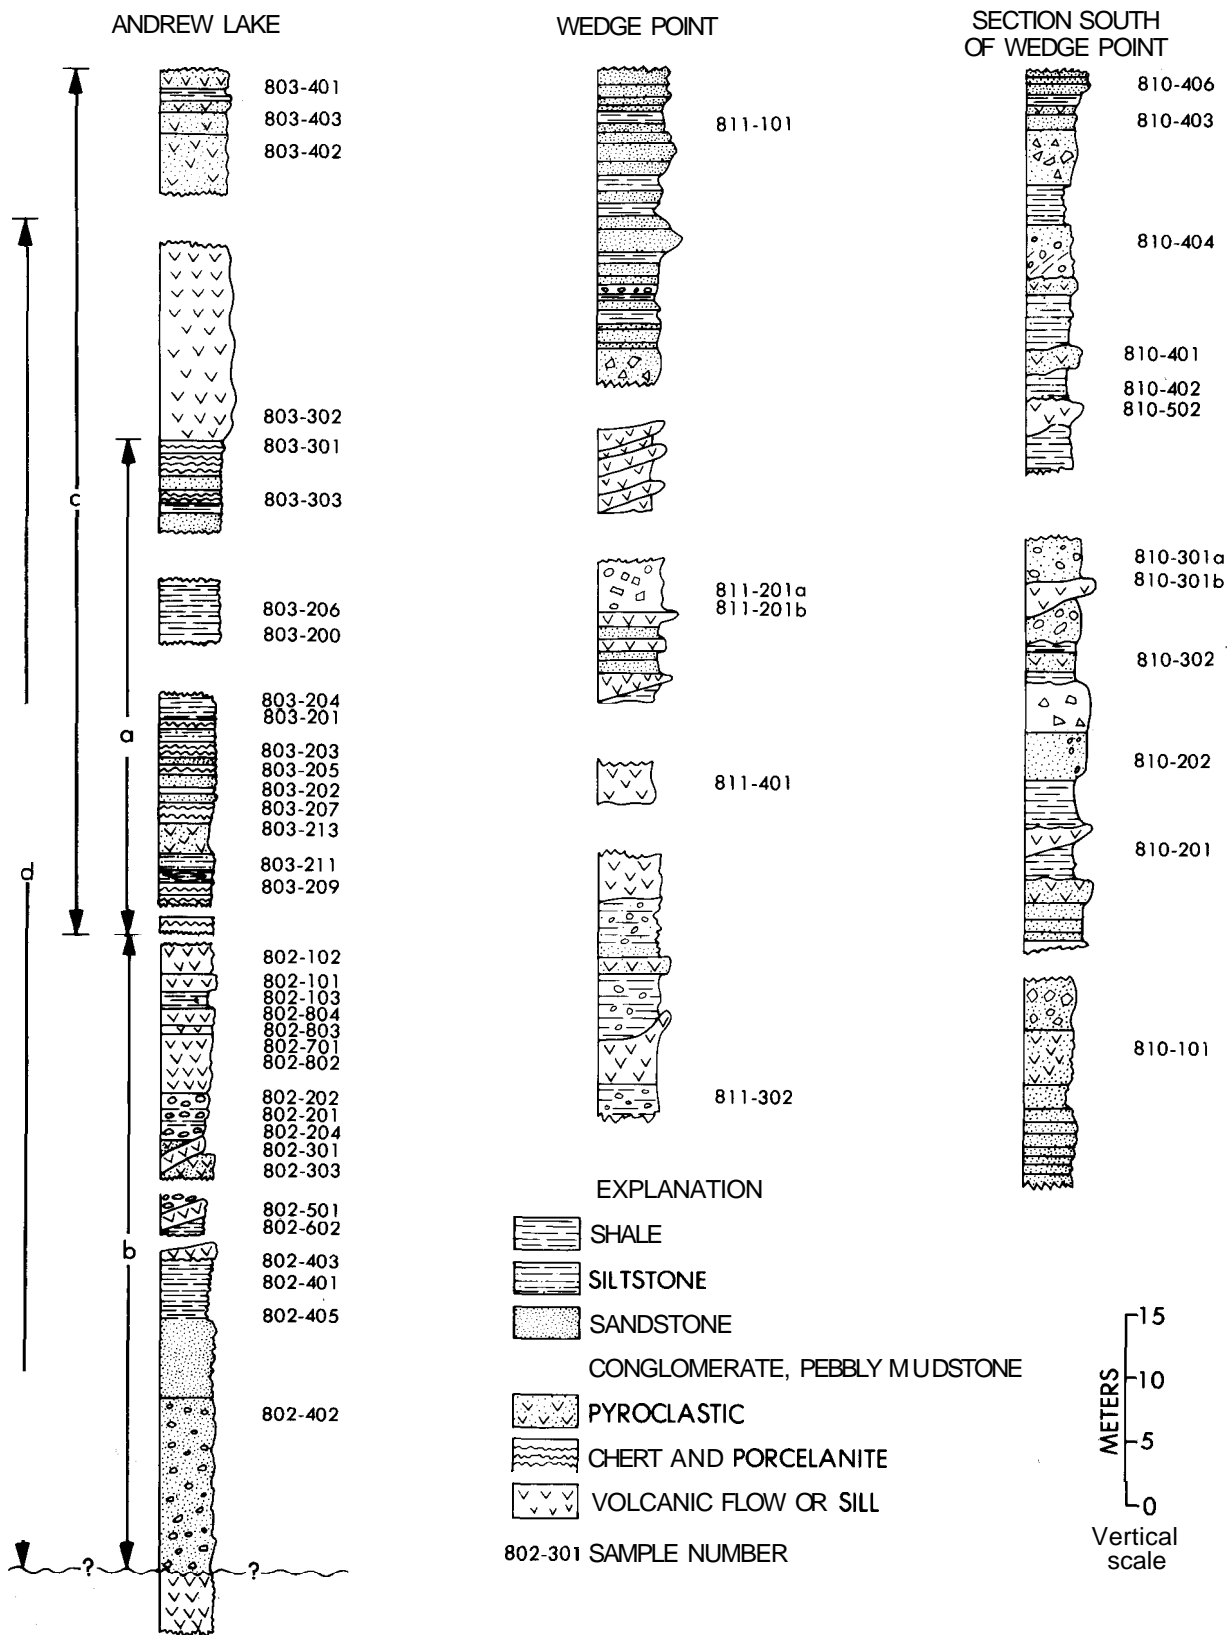 ANDREW LAKE
803-401
803-403
803-402
803-302
803-301
803-303
803-206
803-200
803-204
803-201
803-203
803-205
803-202
803-207
803-213
803-211
803-209
802-102
802-101
802-103
802-804
802-803
802-701
802-802
802-202
802-201
802-204
802-301
802-303
802-501
802-602
802-403
802-401
802-405
802-402
c
a
d
b
?
?
WEDGE POINT
811-101
811-201a
811-201b
811-401
811-302
SECTION SOUTH
OF WEDGE POINT
810-406
810-403
810-404
810-401
810-402
810-502
810-301a
810-301b
810-302
810-202
810-201
810-101
EXPLANATION
SHALE
SILTSTONE
SANDSTONE
CONGLOMERATE, PEBBLY MUDSTONE
PYROCLASTIC
CHERT AND PORCELANITE
VOLCANIC FLOW OR SILL
802-301 SAMPLE NUMBER
15
10
5
0
METERS
Vertical
scale